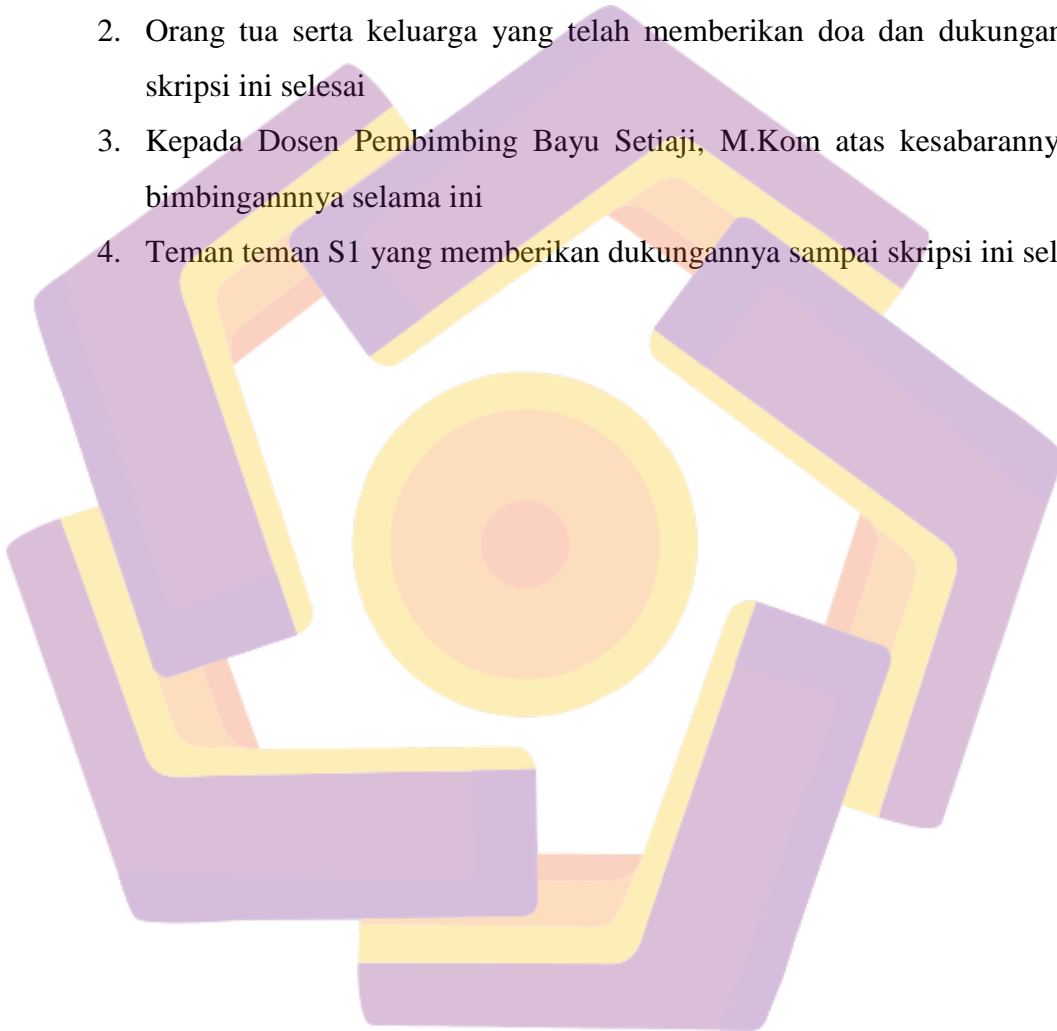 2. Orang tua serta keluarga yang telah memberikan doa dan dukungan
skripsi ini selesai
3. Kepada Dosen Pembimbing Bayu Setiaji, M.Kom atas kesabaranny
bimbingannnya selama ini
4. Teman teman S1 yang memberikan dukungannya sampai skripsi ini sel